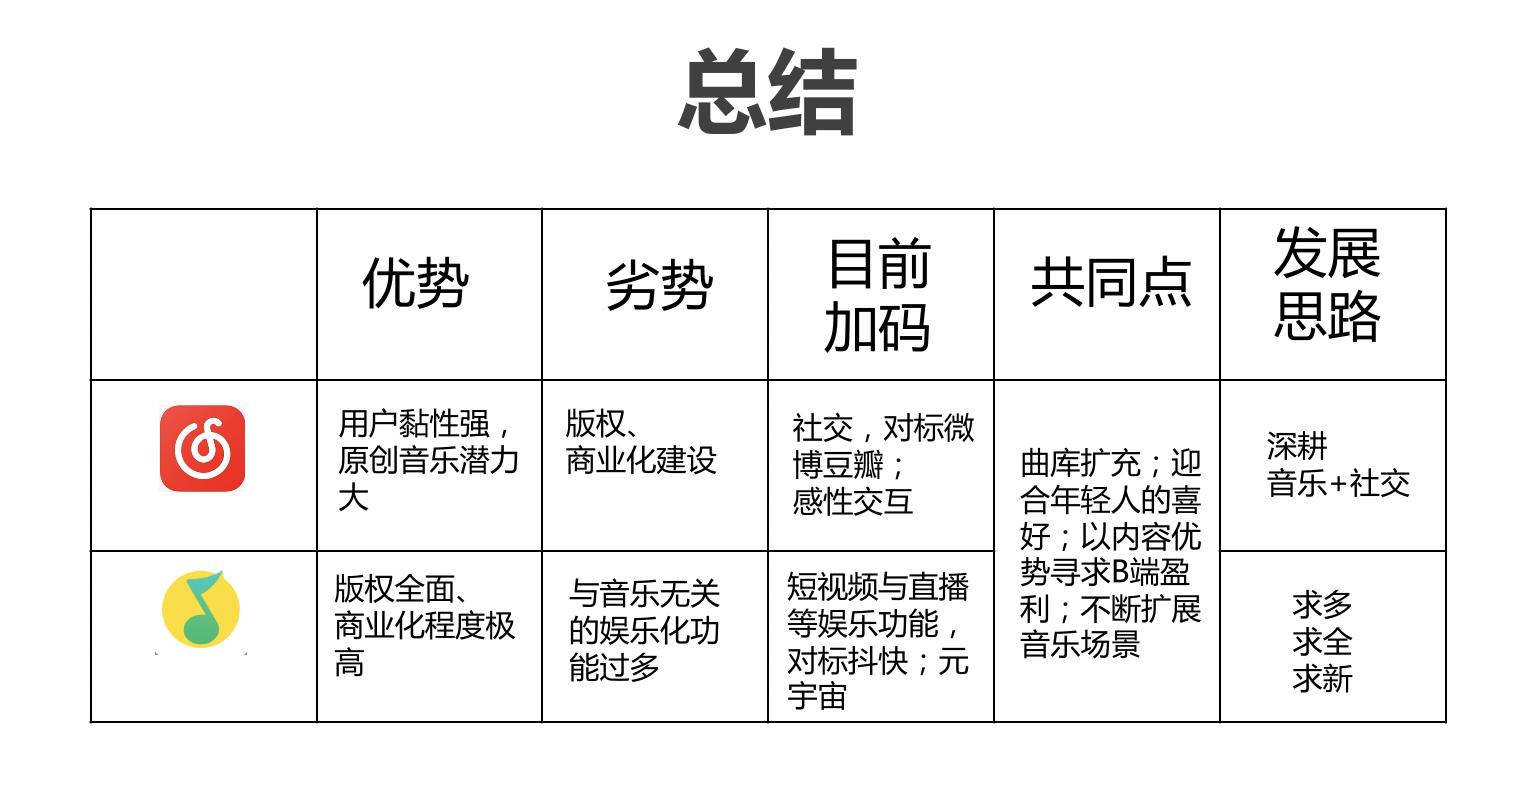 总结
优势
劣势
目前
加码
共同点
发展
思路
用户黏性强，
原创音乐潜力
大
版权、
商业化建设
社交，对标微
博豆瓣；
感性交互
曲库扩充；迎
合年轻人的喜
好；以内容优
势寻求B端盈
利；不断扩展
音乐场景
深耕
音乐+社交
版权全面、
商业化程度极
高
与音乐无关
的娱乐化功
能过多
短视频与直播
等娱乐功能，
对标抖快；元
宇宙
求多
求全
求新